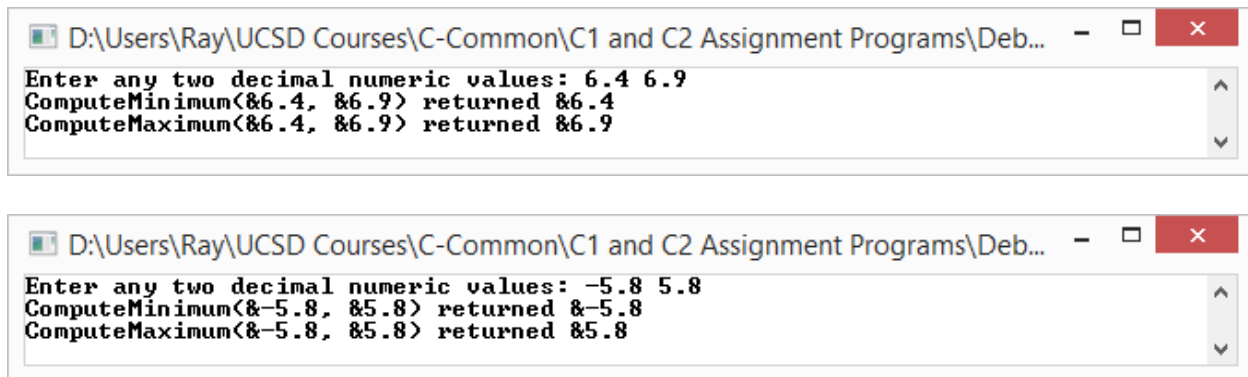 D:\Users\Ray\UCSD Courses\C-Common\C1 and C2 Assignment Programs\Deb...
Enter any two decimal numeric values: 6.4 6.9
ComputeMinimum(&6.4, &6.9) returned &6.4
ComputeMaximum(&6.4, &6.9) returned &6.9
D:\Users\Ray\UCSD Courses\C-Common\C1 and C2 Assignment Programs\Deb...
Enter any two decimal numeric values: -5.8 5.8
ComputeMinimum(&-5.8, &5.8) returned &-5.8
ComputeMaximum(&-5.8, &5.8) returned &5.8